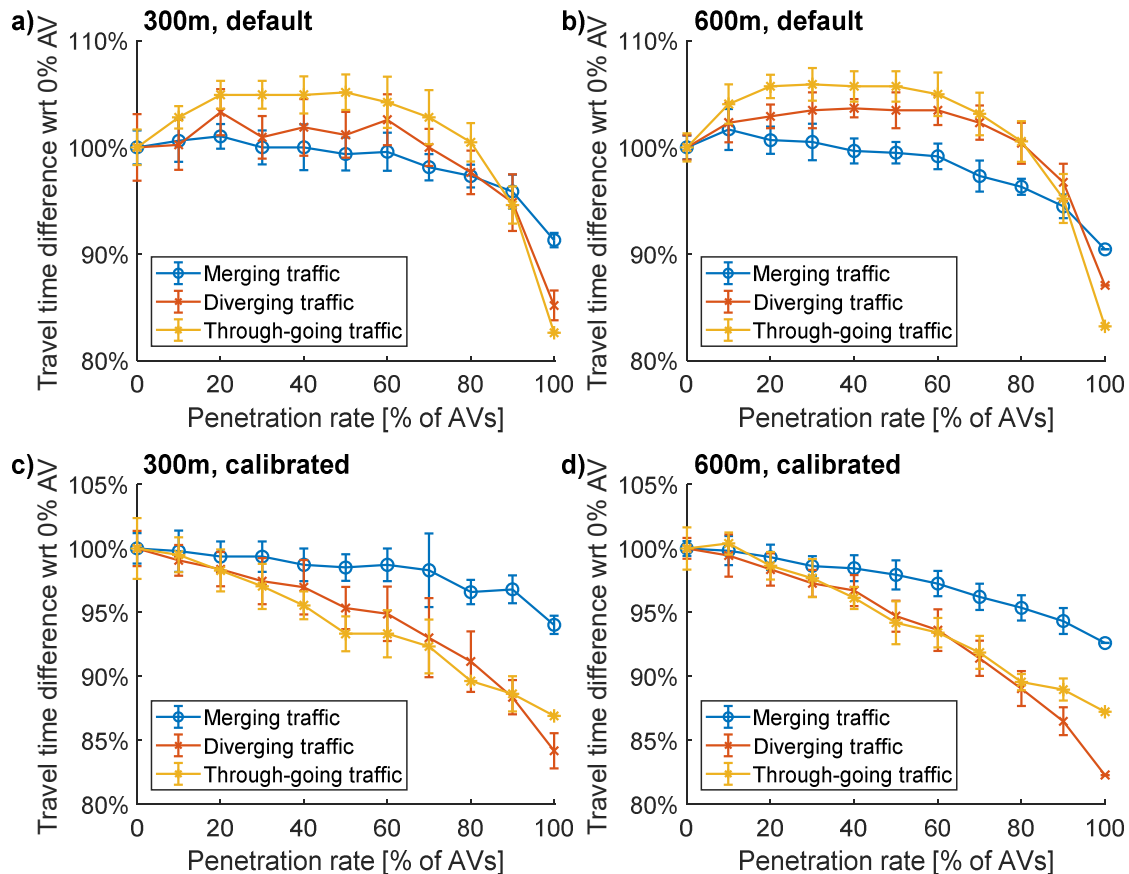 a) 300m, default
110%
100%
90%
80%
Travel time difference wrt 0% AV
Merging traffic
Diverging traffic
Through-going traffic
0 20 40 60 80 100
Penetration rate [% of AVs]
b) 600m, default
110%
100%
90%
80%
Travel time difference wrt 0% AV
Merging traffic
Diverging traffic
Through-going traffic
0 20 40 60 80 100
Penetration rate [% of AVs]
c) 300m, calibrated
105%
100%
95%
90%
85%
80%
Travel time difference wrt 0% AV
Merging traffic
Diverging traffic
Through-going traffic
0 20 40 60 80 100
Penetration rate [% of AVs]
d) 600m, calibrated
105%
100%
95%
90%
85%
80%
Travel time difference wrt 0% AV
Merging traffic
Diverging traffic
Through-going traffic
0 20 40 60 80 100
Penetration rate [% of AVs]